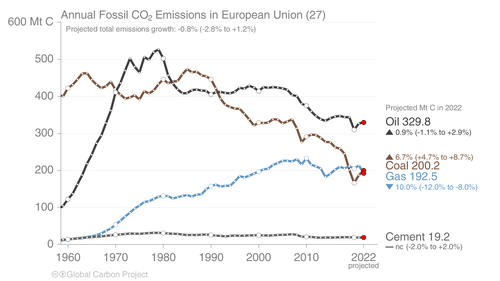 Annual Fossil CO₂ Emissions in European Union (27)
600 Mt C
Projected total emissions growth: -0.8% (-2.8% to +1.2%)
500
400
300
200
100
0
1960
1970
1980
1990
2000
2010
2022
projected
Projected Mt C in 2022
Oil 329.8
▲ 0.9% (-1.1% to +2.9%)
▲ 6.7% (+4.7% to +8.7%)
Coal 200.2
Gas 192.5
▼ 10.0% (-12.0% to -8.0%)
Cement 19.2
nc (-2.0% to +2.0%)
Global Carbon Project